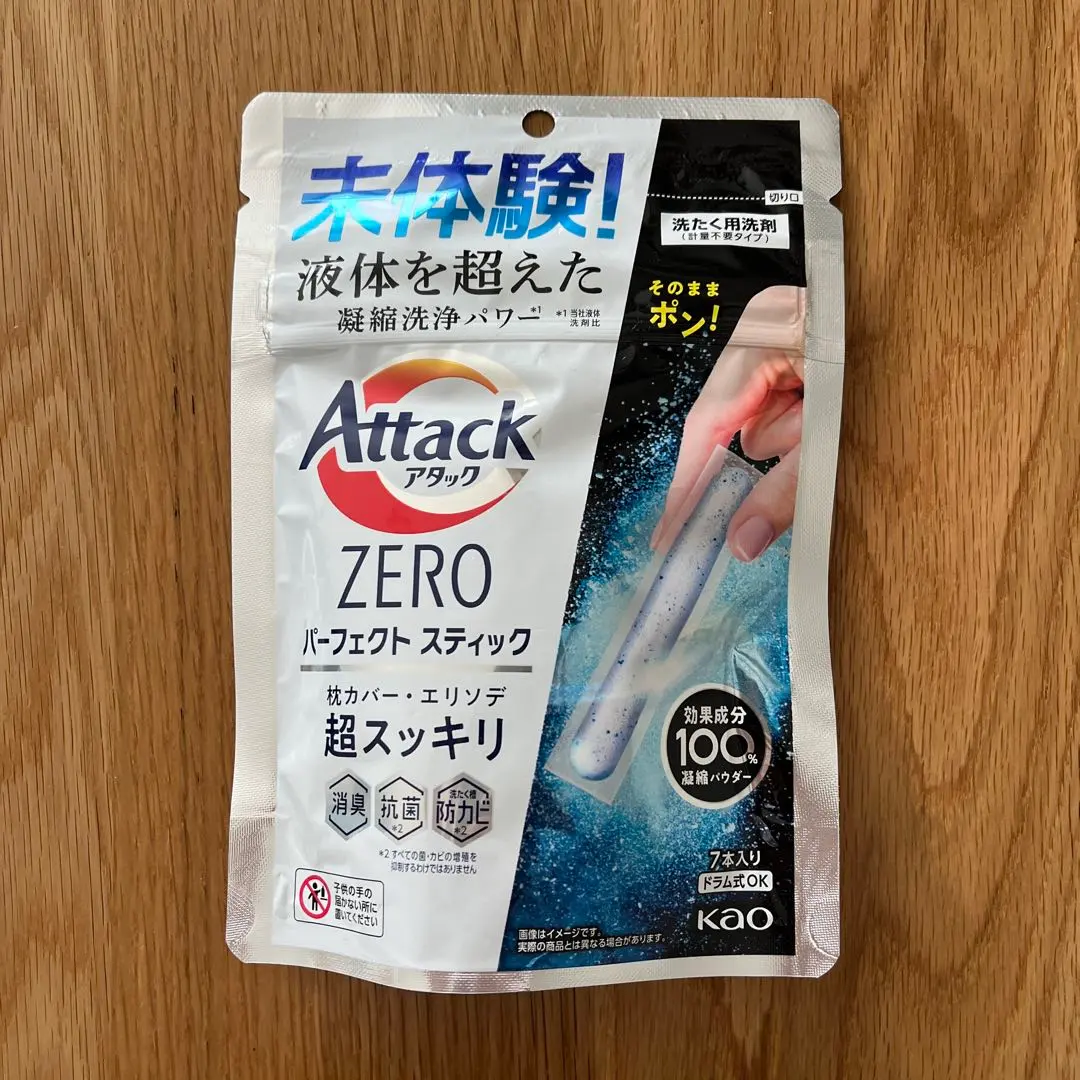 未体験!
液体を超えた
凝縮洗浄パワー*1
*1 当社液体
洗剤比
切り口
洗たく用洗剤
(計量不要タイプ)
そのまま
ポン!
Attack
アタック
ZERO
パーフェクト スティック
枕カバー・エリソデ
超スッキリ
消臭
抗菌
*2
洗たく槽
防カビ
*2
*2 すべての菌・カビの増殖を
抑制するわけではありません
子供の手の
届かない所に
置いてください
効果成分
100%
凝縮パウダー
7本入り
ドラム式OK
Kao
画像はイメージです。
実際の商品とは異なる場合があります。